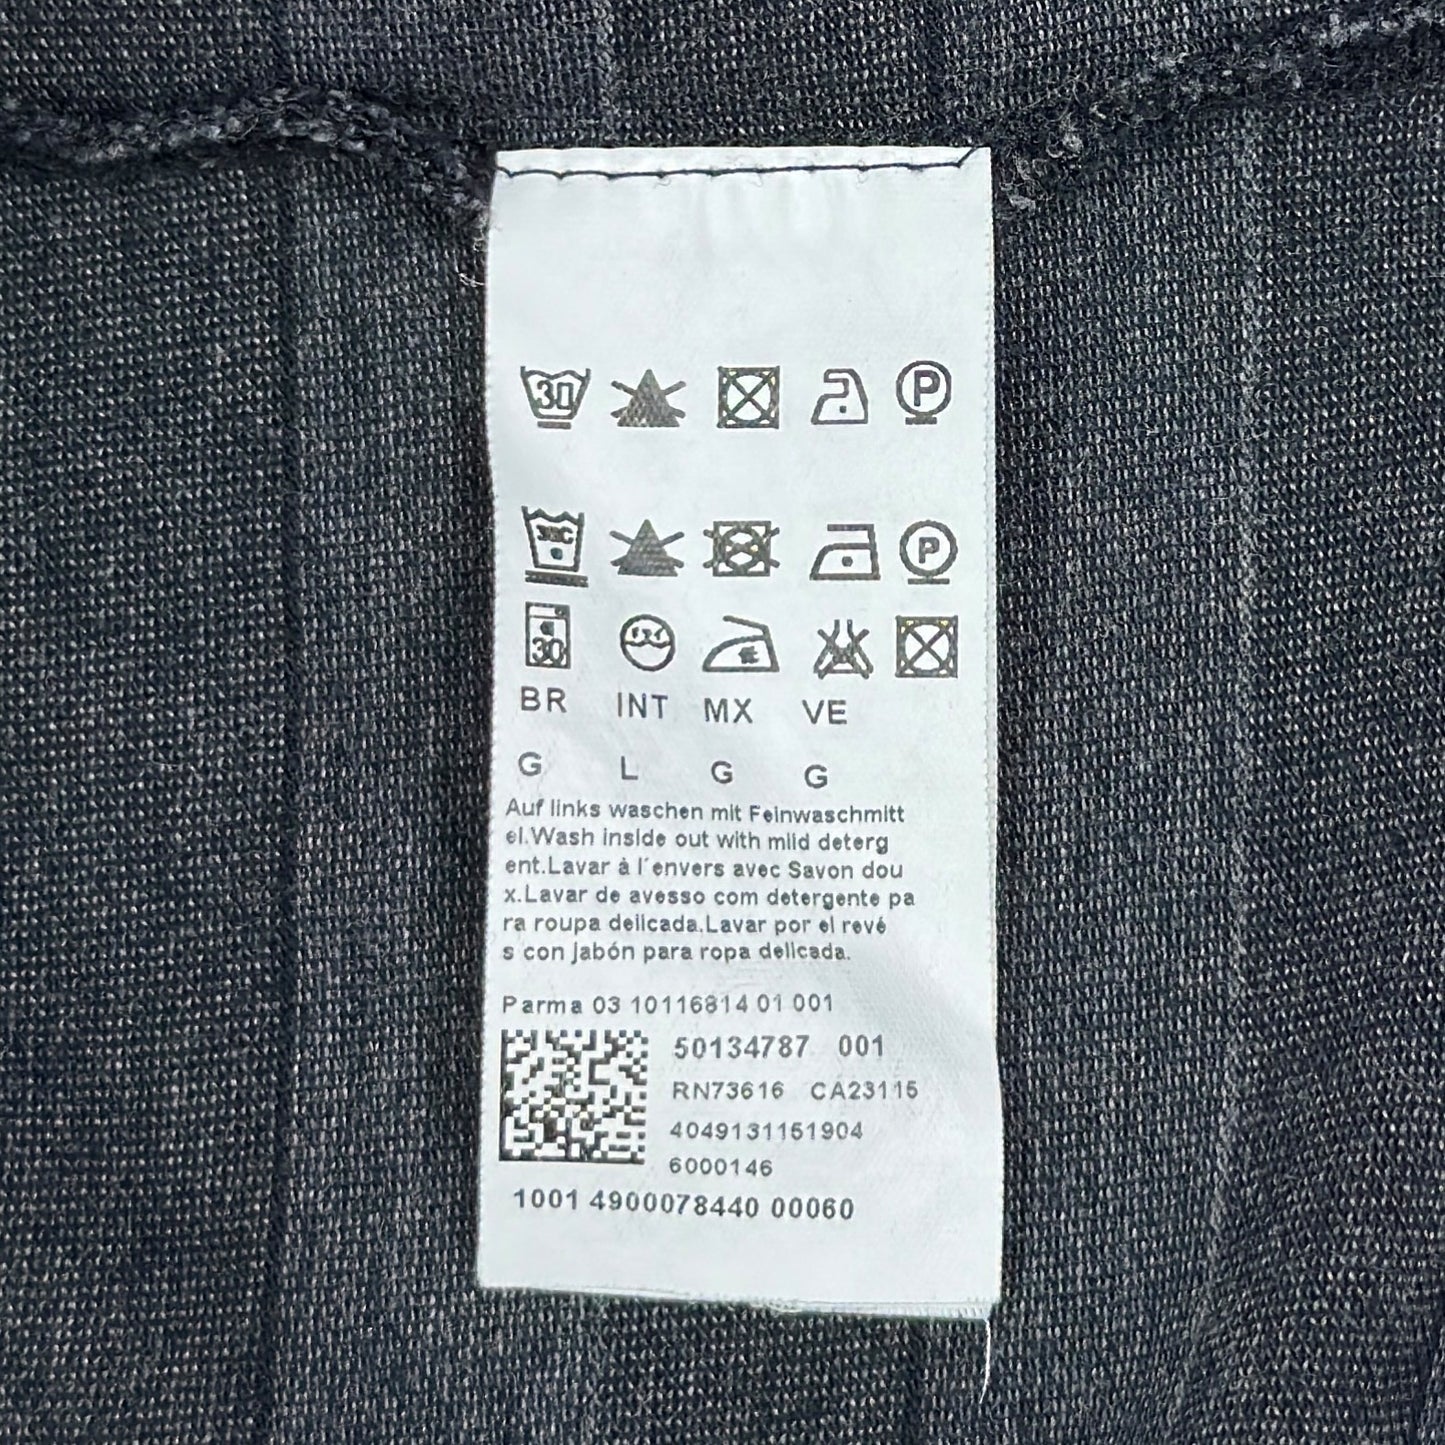 30 P
30C P
30
BR INT MX VE
G L G G
Auf links waschen mit Feinwaschmitt
el.Wash inside out with mild deterg
ent.Lavar à l´envers avec Savon dou
x.Lavar de avesso com detergente pa
ra roupa delicada.Lavar por el revé
s con jabón para ropa delicada.
Parma 03 10116814 01 001
50134787 001
RN73616 CA23115
4049131151904
6000146
1001 4900078440 00060